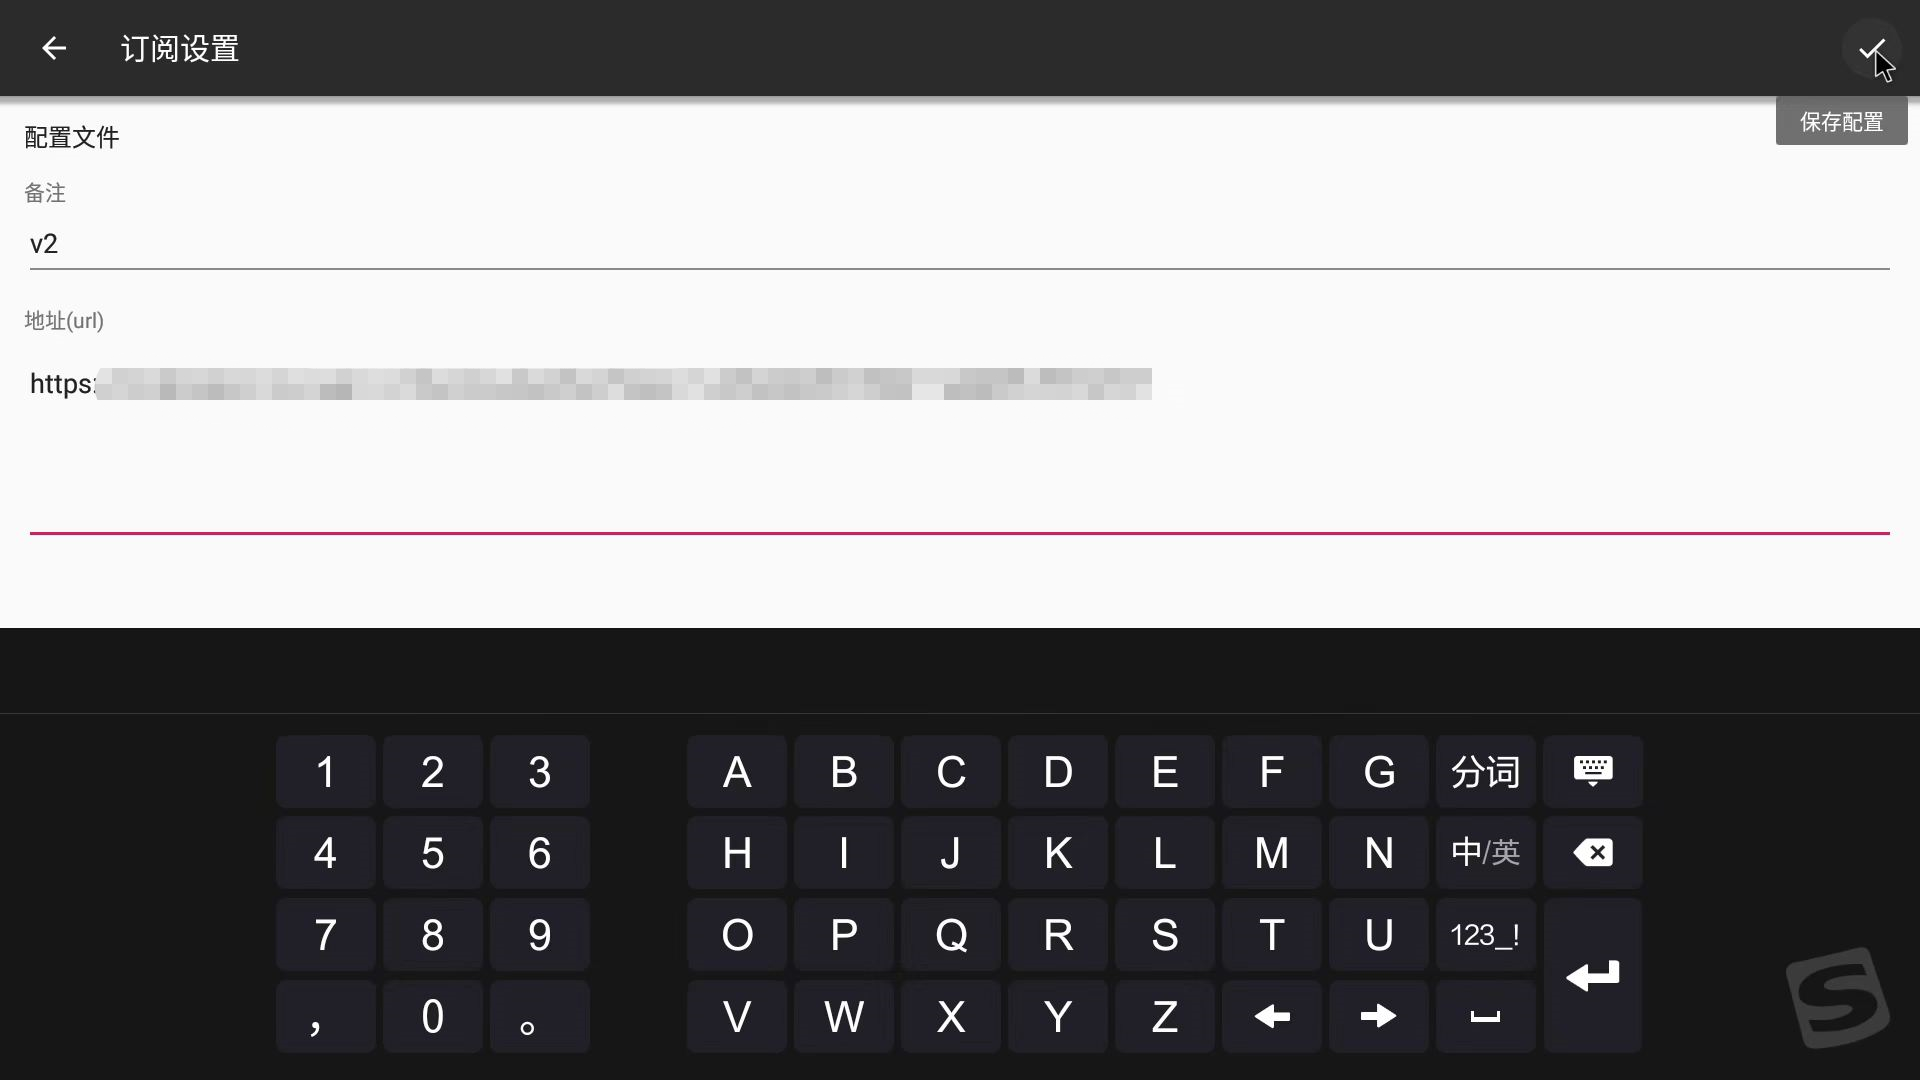 订阅设置
保存配置
配置文件
备注
v2
地址(url)
https:
1 2 3 A B C D E F G 分词
4 5 6 H I J K L M N 中/英
7 8 9 O P Q R S T U 123_!
， 0 。 V W X Y Z